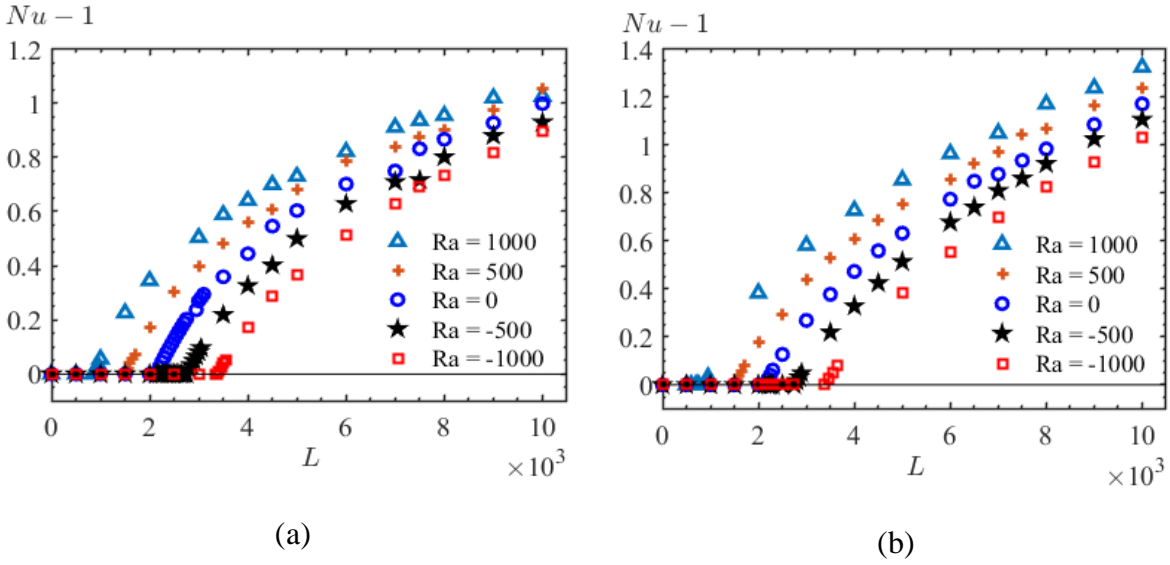 Nu − 1
1.2
1
0.8
0.6
0.4
0.2
0
0 2 4 6 8 10
L
×10³
Ra = 1000
Ra = 500
Ra = 0
Ra = -500
Ra = -1000
(a)
Nu − 1
1.4
1.2
1
0.8
0.6
0.4
0.2
0
0 2 4 6 8 10
L
×10³
Ra = 1000
Ra = 500
Ra = 0
Ra = -500
Ra = -1000
(b)